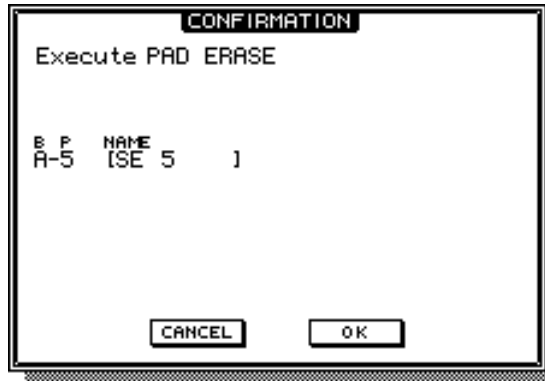 CONFIRMATION
Execute PAD ERASE
B P NAME
A-5 [SE 5 ]
CANCEL OK